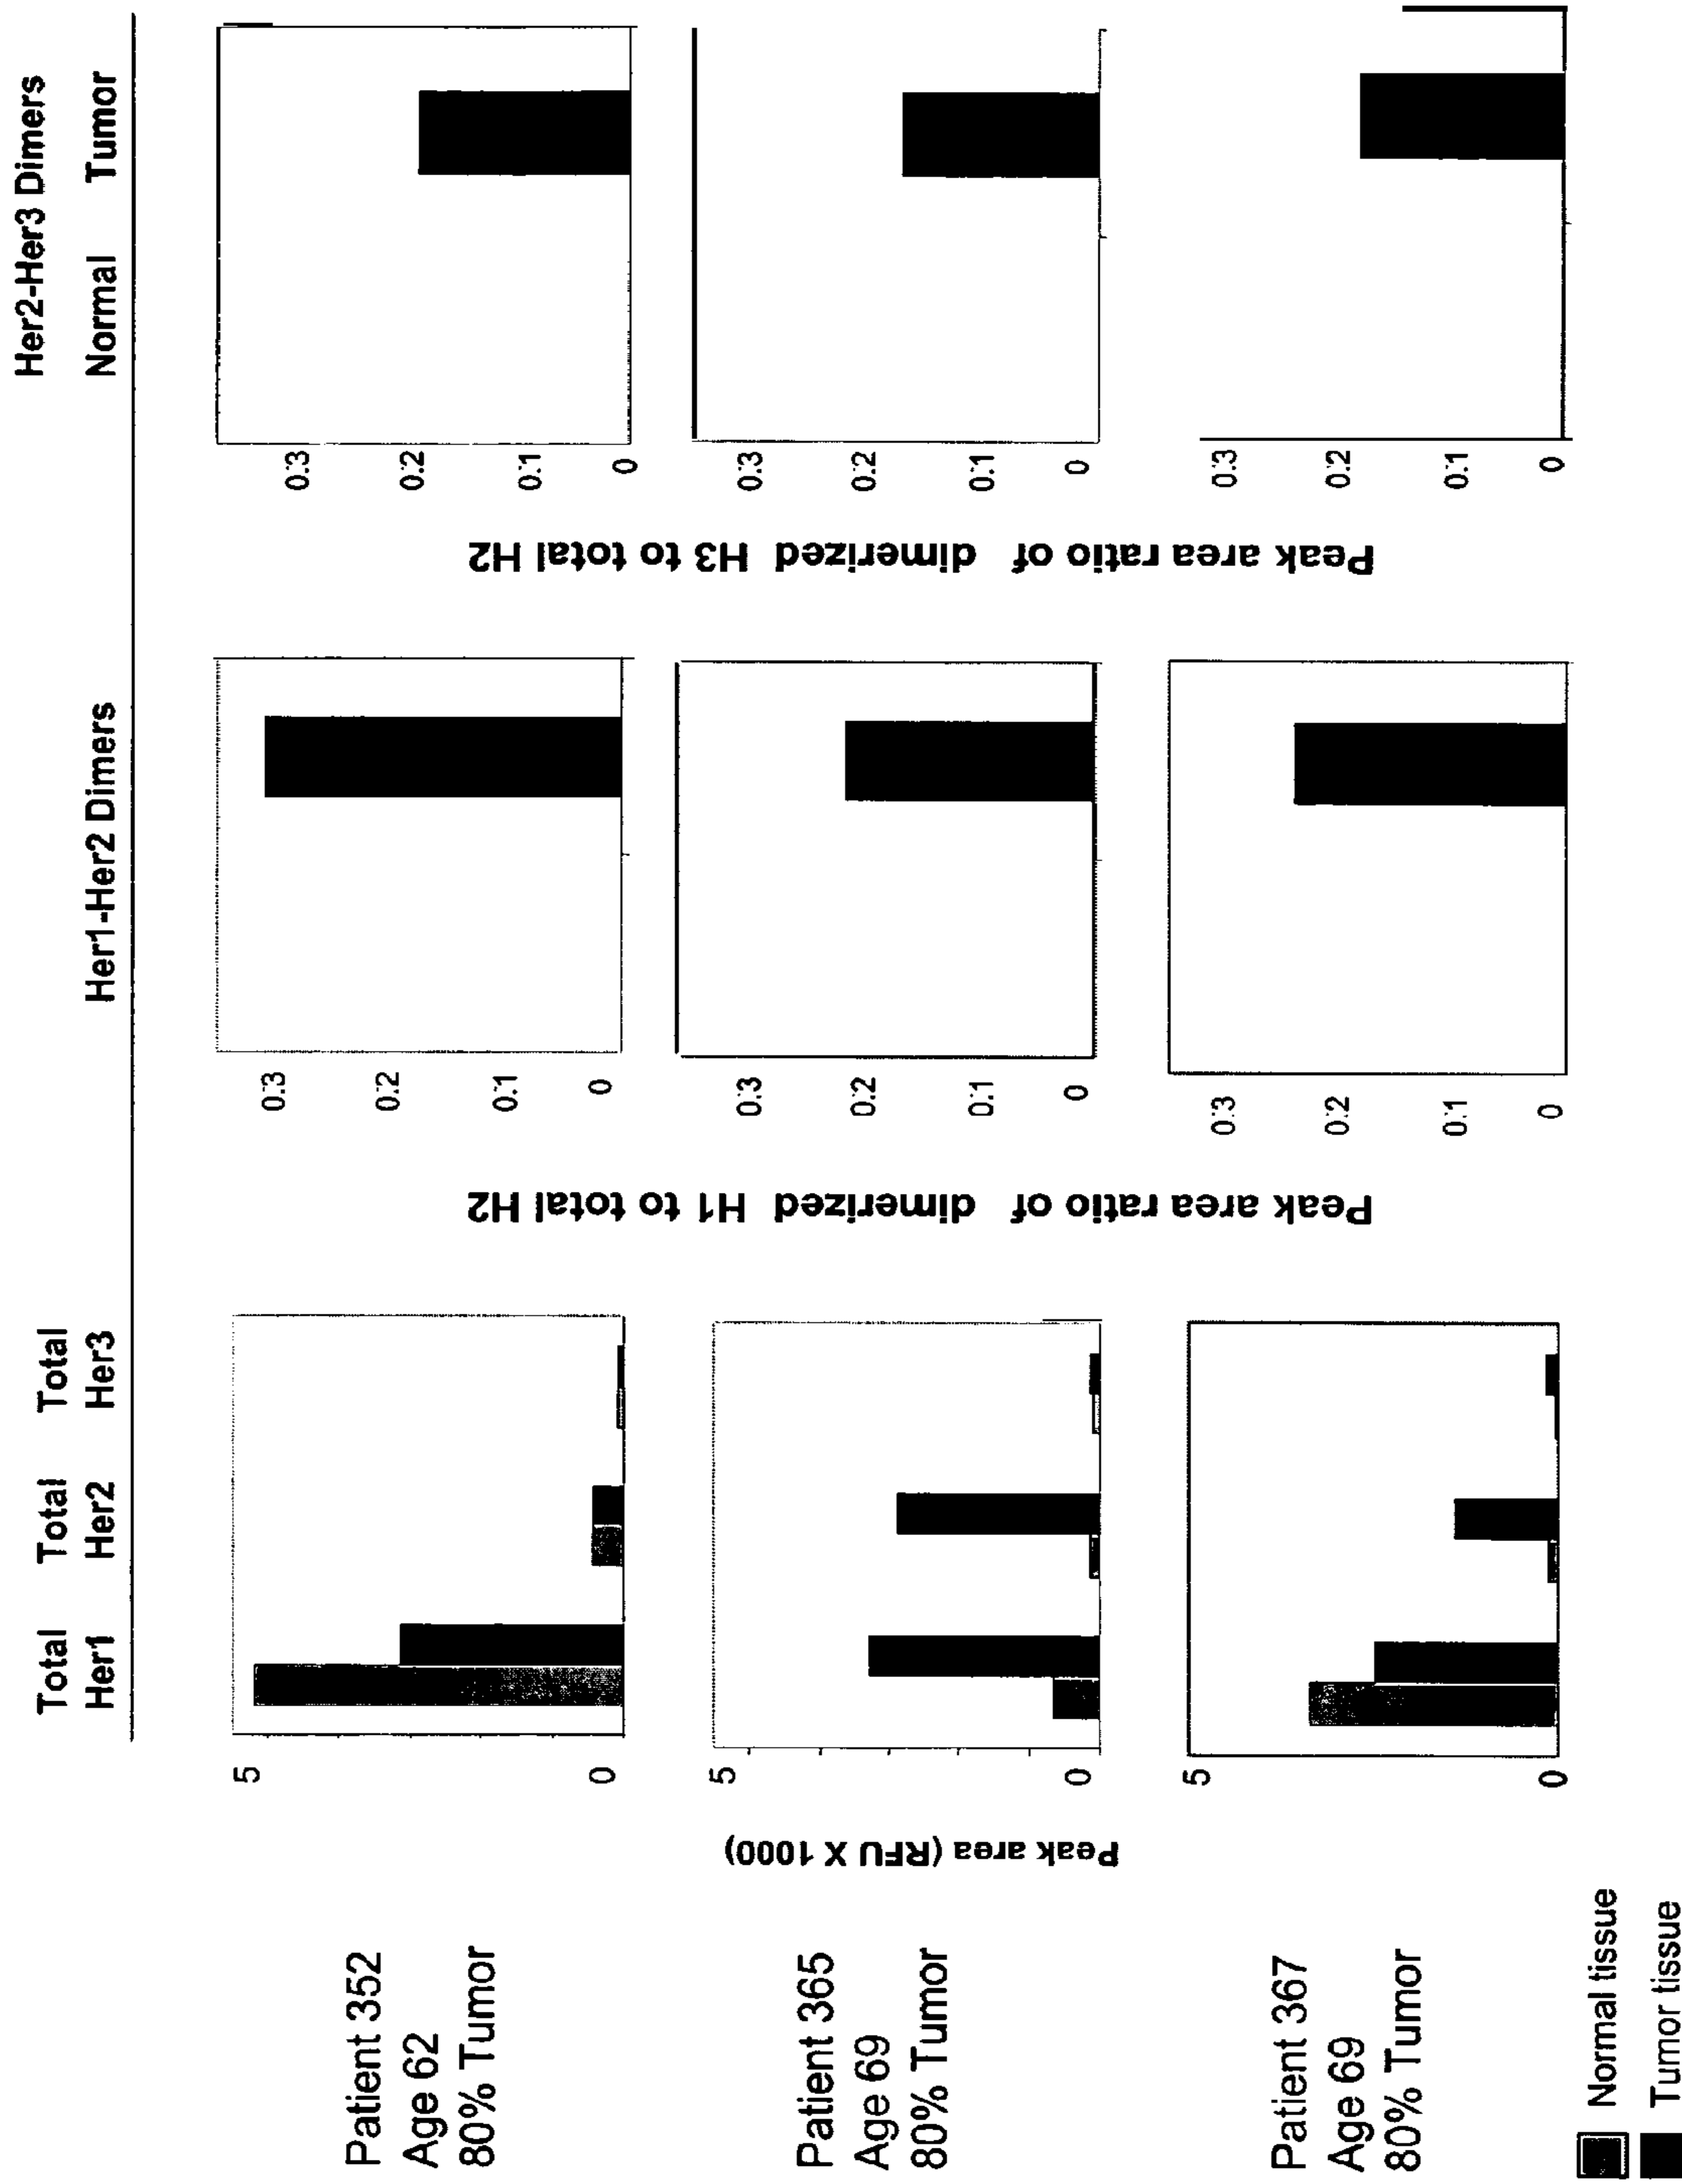 Total Total Total
Her1 Her2 Her3
Her1-Her2 Dimers
Her2-Her3 Dimers
Normal Tumor
Patient 352
Age 62
80% Tumor
5
0
0.3
0.2
0.1
0
0.3
0.2
0.1
0
Patient 365
Age 69
80% Tumor
Peak area (RFU X 1000)
5
0
Peak area ratio of dimerized H1 to total H2
0.3
0.2
0.1
0
Peak area ratio of dimerized H3 to total H2
0.3
0.2
0.1
0
Patient 367
Age 69
80% Tumor
5
0
0.3
0.2
0.1
0
0.3
0.2
0.1
0
Normal tissue
Tumor tissue